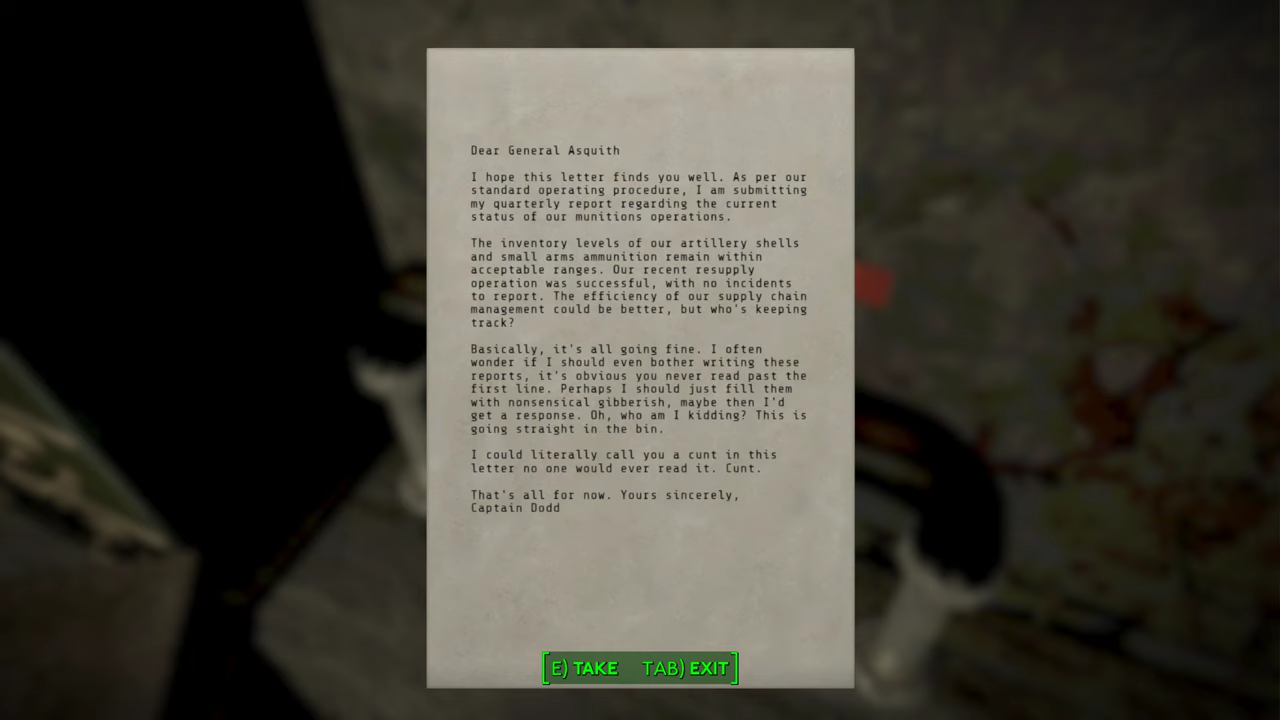 Dear General Asquith
I hope this letter finds you well. As per our
standard operating procedure, I am submitting
my quarterly report regarding the current
status of our munitions operations.
The inventory levels of our artillery shells
and small arms ammunition remain within
acceptable ranges. Our recent resupply
operation was successful, with no incidents
to report. The efficiency of our supply chain
management could be better, but who's keeping
track?
Basically, it's all going fine. I often
wonder if I should even bother writing these
reports, it's obvious you never read past the
first line. Perhaps I should just fill them
with nonsensical gibberish, maybe then I'd
get a response. Oh, who am I kidding? This is
going straight in the bin.
I could literally call you a cunt in this
letter no one would ever read it. Cunt.
That's all for now. Yours sincerely,
Captain Dodd
E) TAKE TAB) EXIT